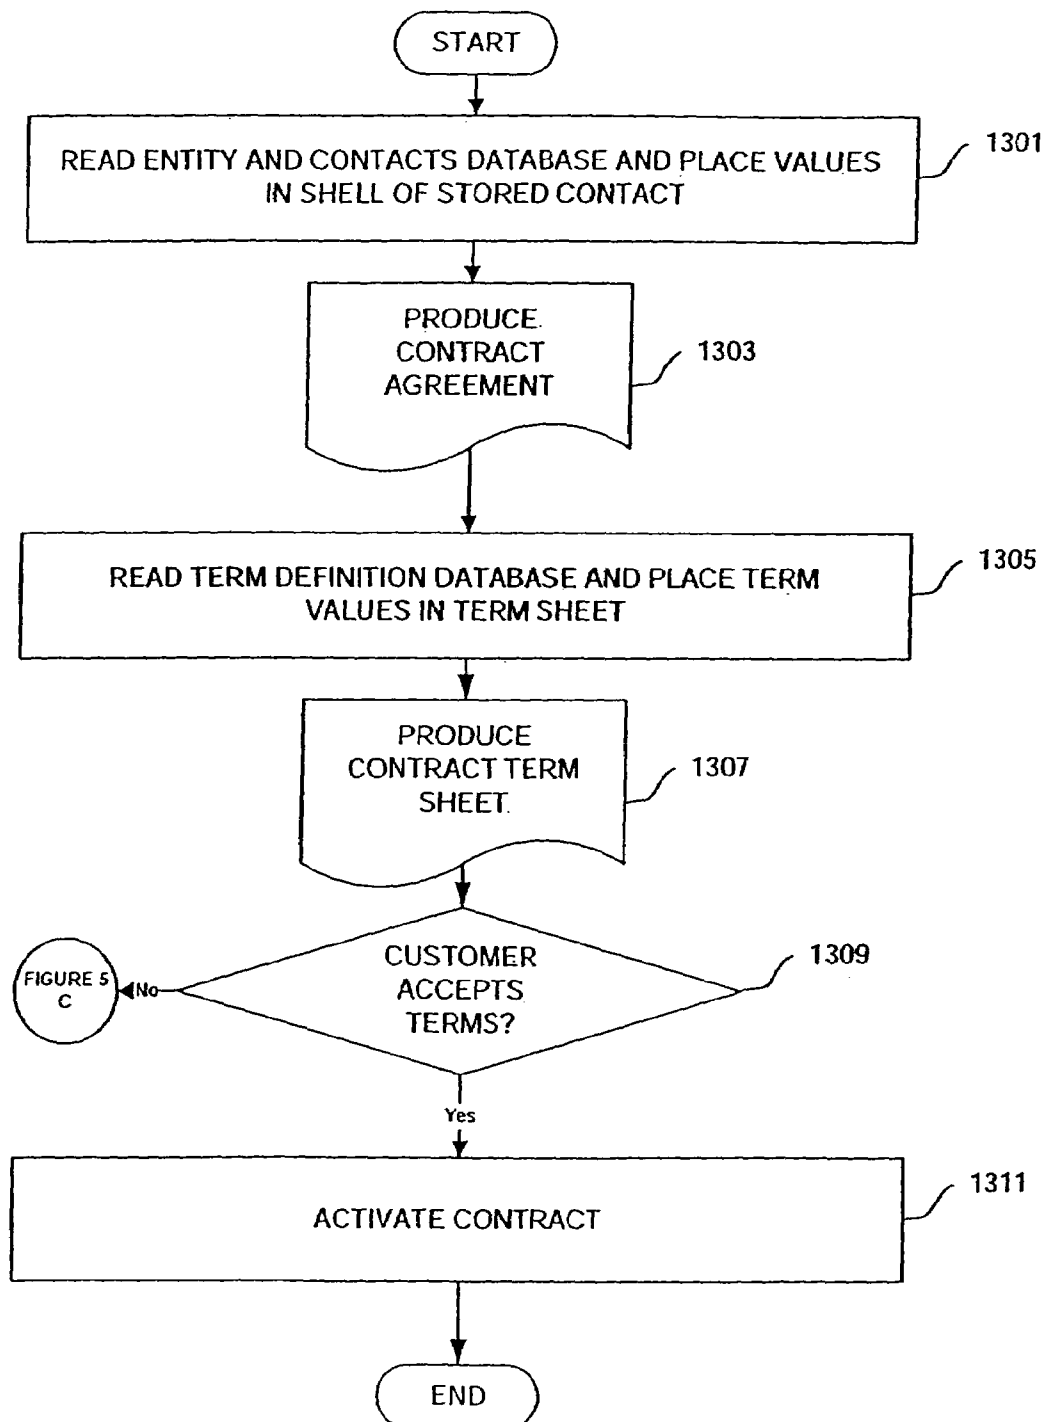 START
READ ENTITY AND CONTACTS DATABASE AND PLACE VALUES
IN SHELL OF STORED CONTACT
1301
PRODUCE
CONTRACT
AGREEMENT
1303
READ TERM DEFINITION DATABASE AND PLACE TERM
VALUES IN TERM SHEET
1305
PRODUCE
CONTRACT TERM
SHEET
1307
CUSTOMER
ACCEPTS
TERMS?
1309
FIGURE 5
C
No
Yes
ACTIVATE CONTRACT
1311
END